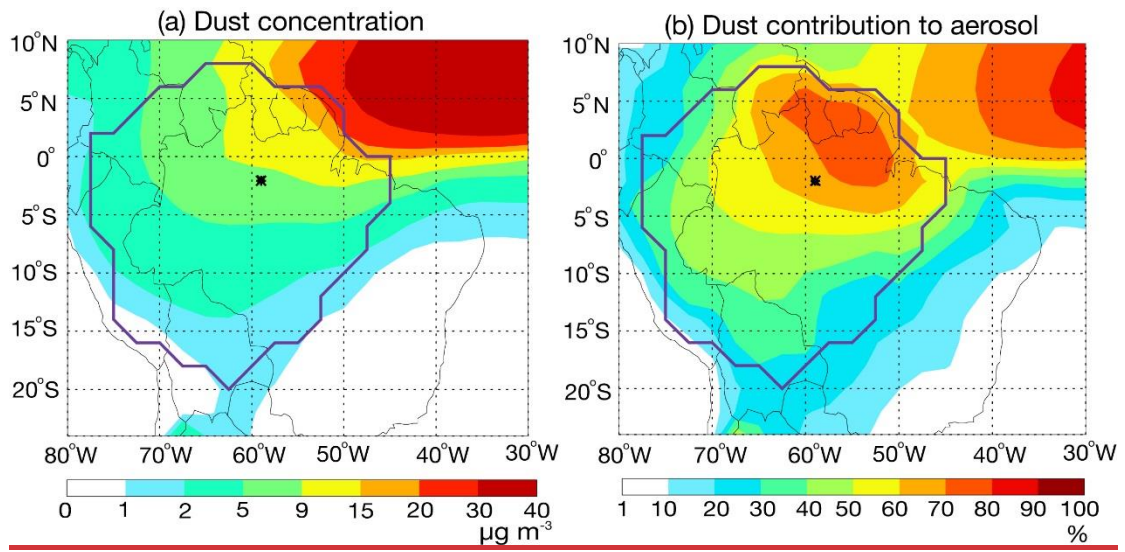 (a) Dust concentration
(b) Dust contribution to aerosol
10°N
5°N
0°
5°S
10°S
15°S
20°S
80°W 70°W 60°W 50°W 40°W 30°W
0 1 2 5 9 15 20 30 40
µg m⁻³
10°N
5°N
0°
5°S
10°S
15°S
20°S
80°W 70°W 60°W 50°W 40°W 30°W
1 10 20 30 40 50 60 70 80 90 100
%